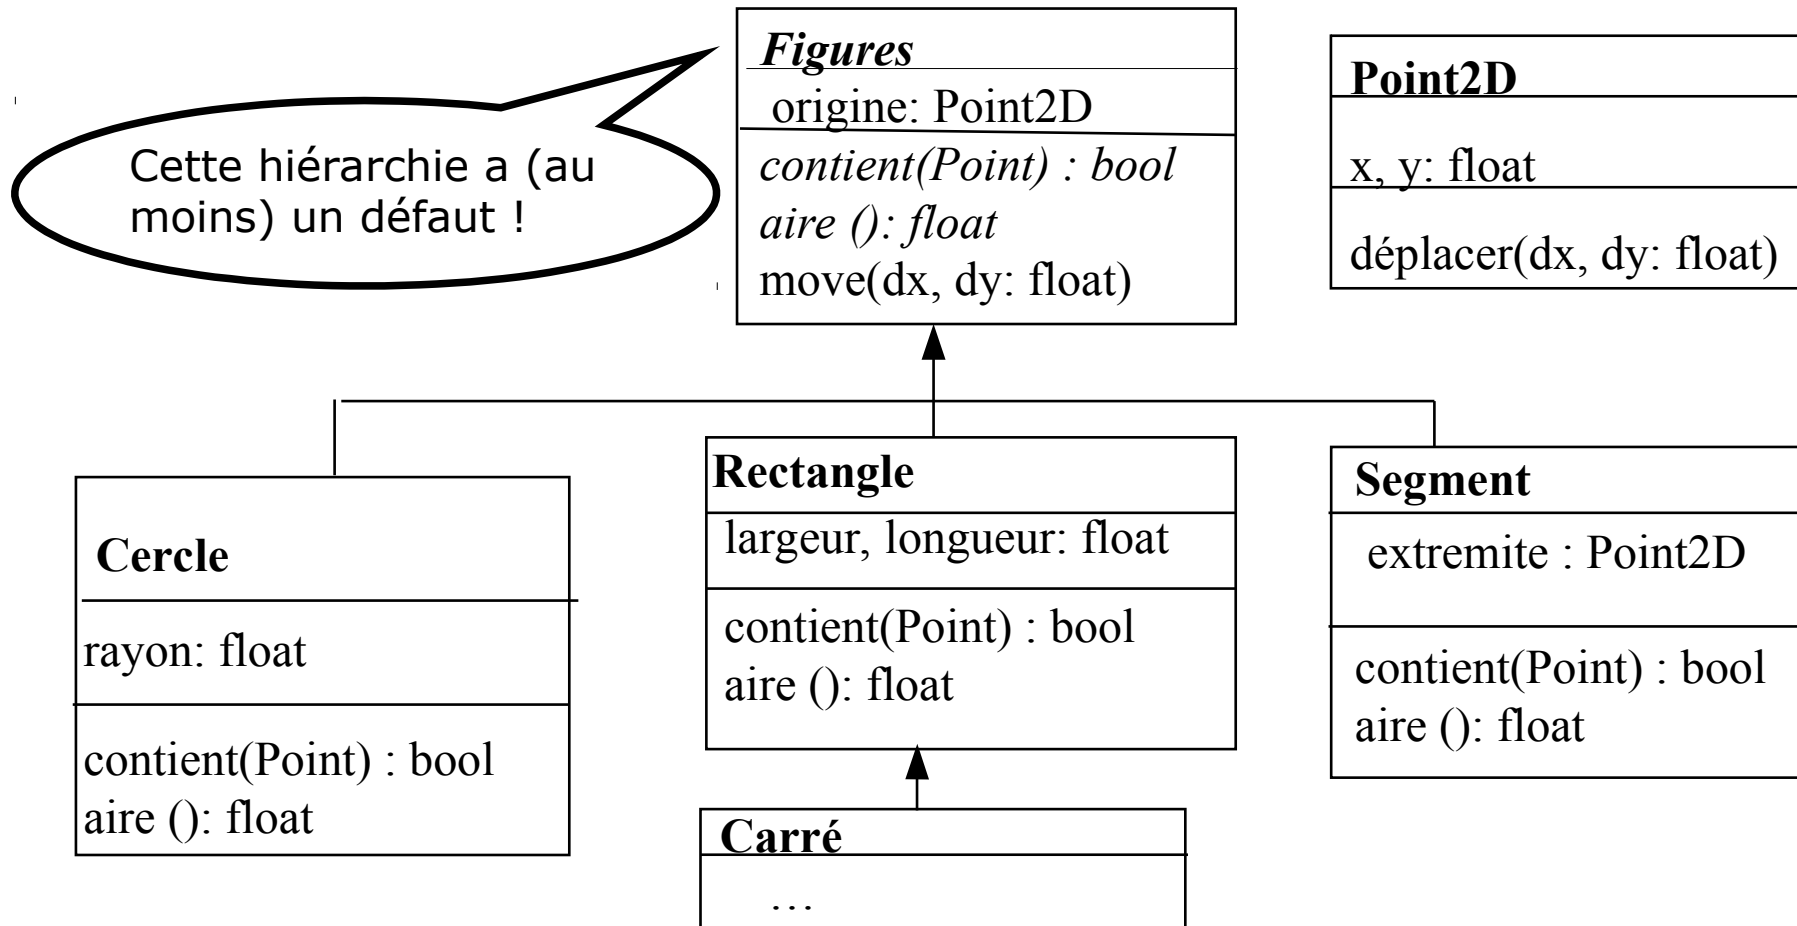 Cette hiérarchie a (au
moins) un défaut !
Figures
origine: Point2D
contient(Point) : bool
aire (): float
move(dx, dy: float)
Point2D
x, y: float
déplacer(dx, dy: float)
Cercle
rayon: float
contient(Point) : bool
aire (): float
Rectangle
largeur, longueur: float
contient(Point) : bool
aire (): float
Segment
extremite : Point2D
contient(Point) : bool
aire (): float
Carré
…